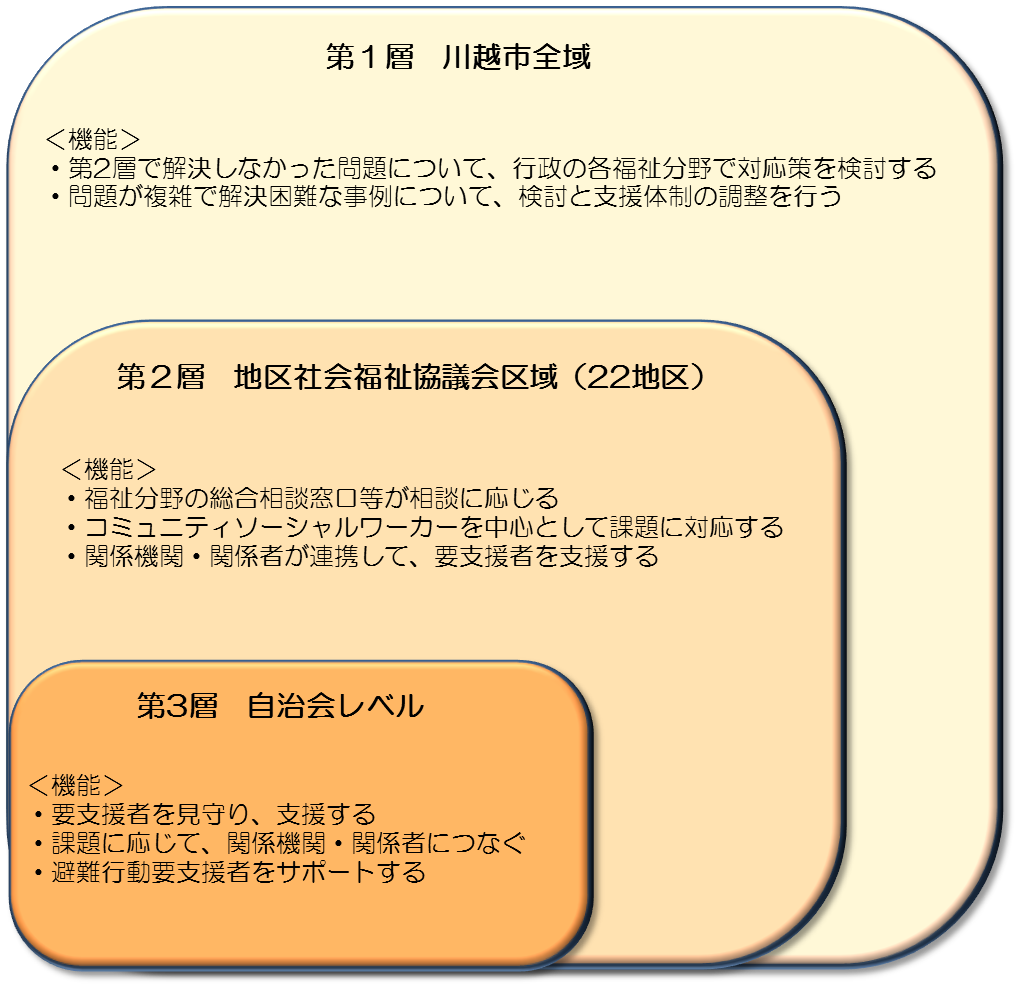 第１層　川越市全域
＜機能＞
・第2層で解決しなかった問題について、行政の各福祉分野で対応策を検討する
・問題が複雑で解決困難な事例について、検討と支援体制の調整を行う
第２層　地区社会福祉協議会区域（22地区）
＜機能＞
・福祉分野の総合相談窓口等が相談に応じる
・コミュニティソーシャルワーカーを中心として課題に対応する
・関係機関・関係者が連携して、要支援者を支援する
第3層　自治会レベル
＜機能＞
・要支援者を見守り、支援する
・課題に応じて、関係機関・関係者につなぐ
・避難行動要支援者をサポートする